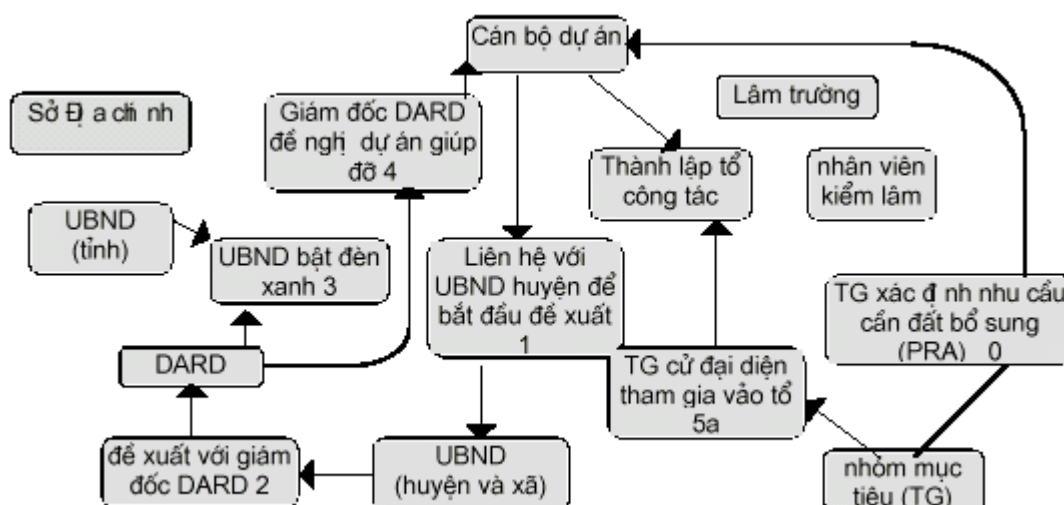 Cán bộ dự án
Lâm trường
Sở Địa chính
Giám đốc DARD
đề nghị dự án giúp
đỡ 4
Thành lập tổ
công tác
nhân viên
kiểm lâm
UBND
(tỉnh)
UBND bật đèn
xanh 3
Liên hệ với
UBND huyện để
bắt đầu đề xuất
1
TG xác định nhu cầu
cần đất bổ sung
(PRA) 0
DARD
TG cử đại diện
tham gia vào tổ
5a
đề xuất với giám
đốc DARD 2
UBND
(huyện và xã)
nhóm mục
tiêu (TG)